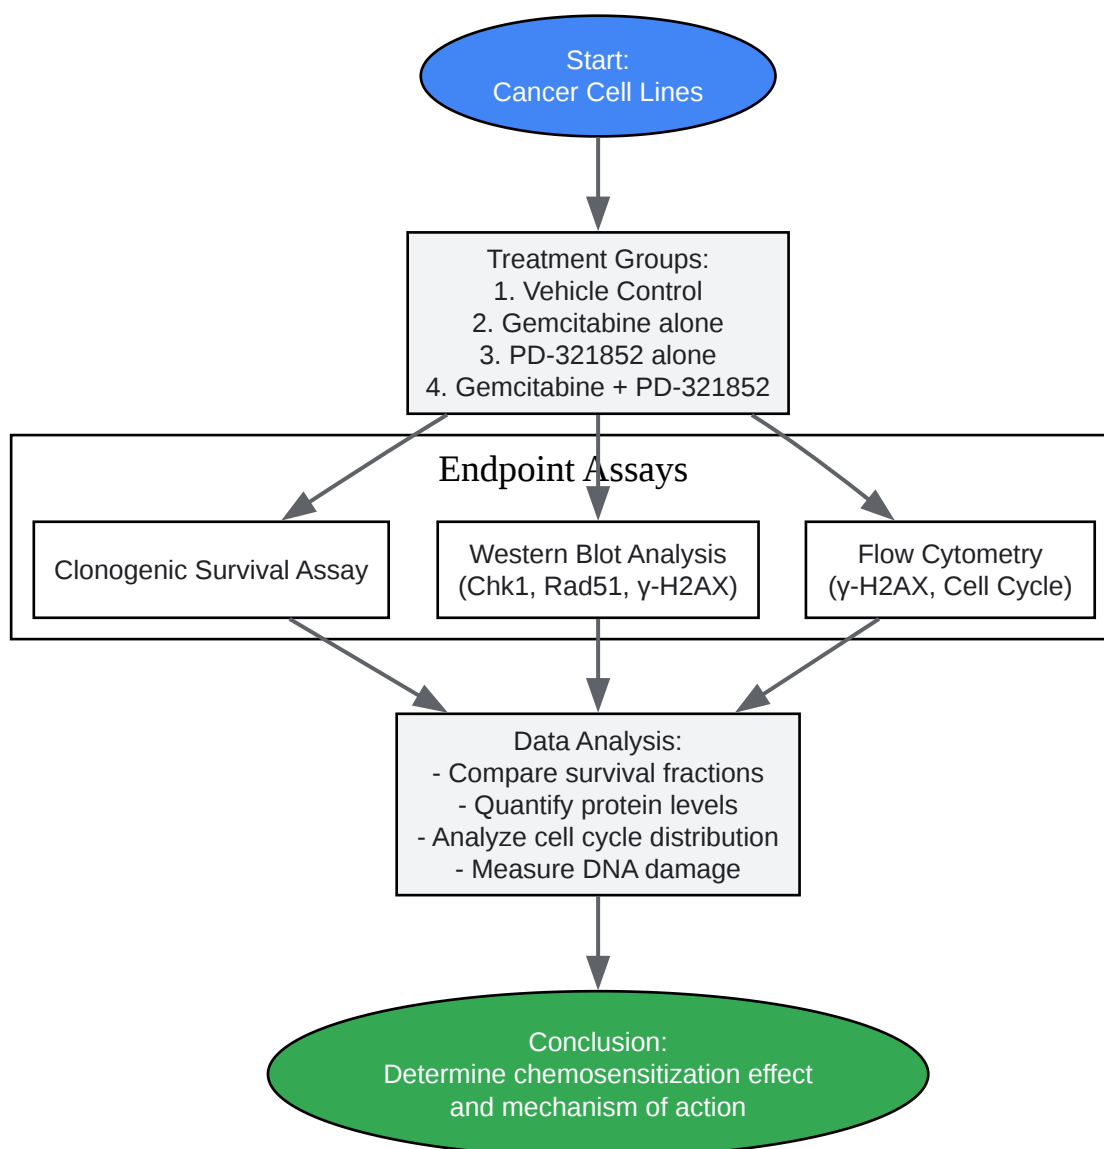 Start:
Cancer Cell Lines
Treatment Groups:
1. Vehicle Control
2. Gemcitabine alone
3. PD-321852 alone
4. Gemcitabine + PD-321852
Endpoint Assays
Clonogenic Survival Assay
Western Blot Analysis
(Chk1, Rad51, γ-H2AX)
Flow Cytometry
(γ-H2AX, Cell Cycle)
Data Analysis:
- Compare survival fractions
- Quantify protein levels
- Analyze cell cycle distribution
- Measure DNA damage
Conclusion:
Determine chemosensitization effect
and mechanism of action